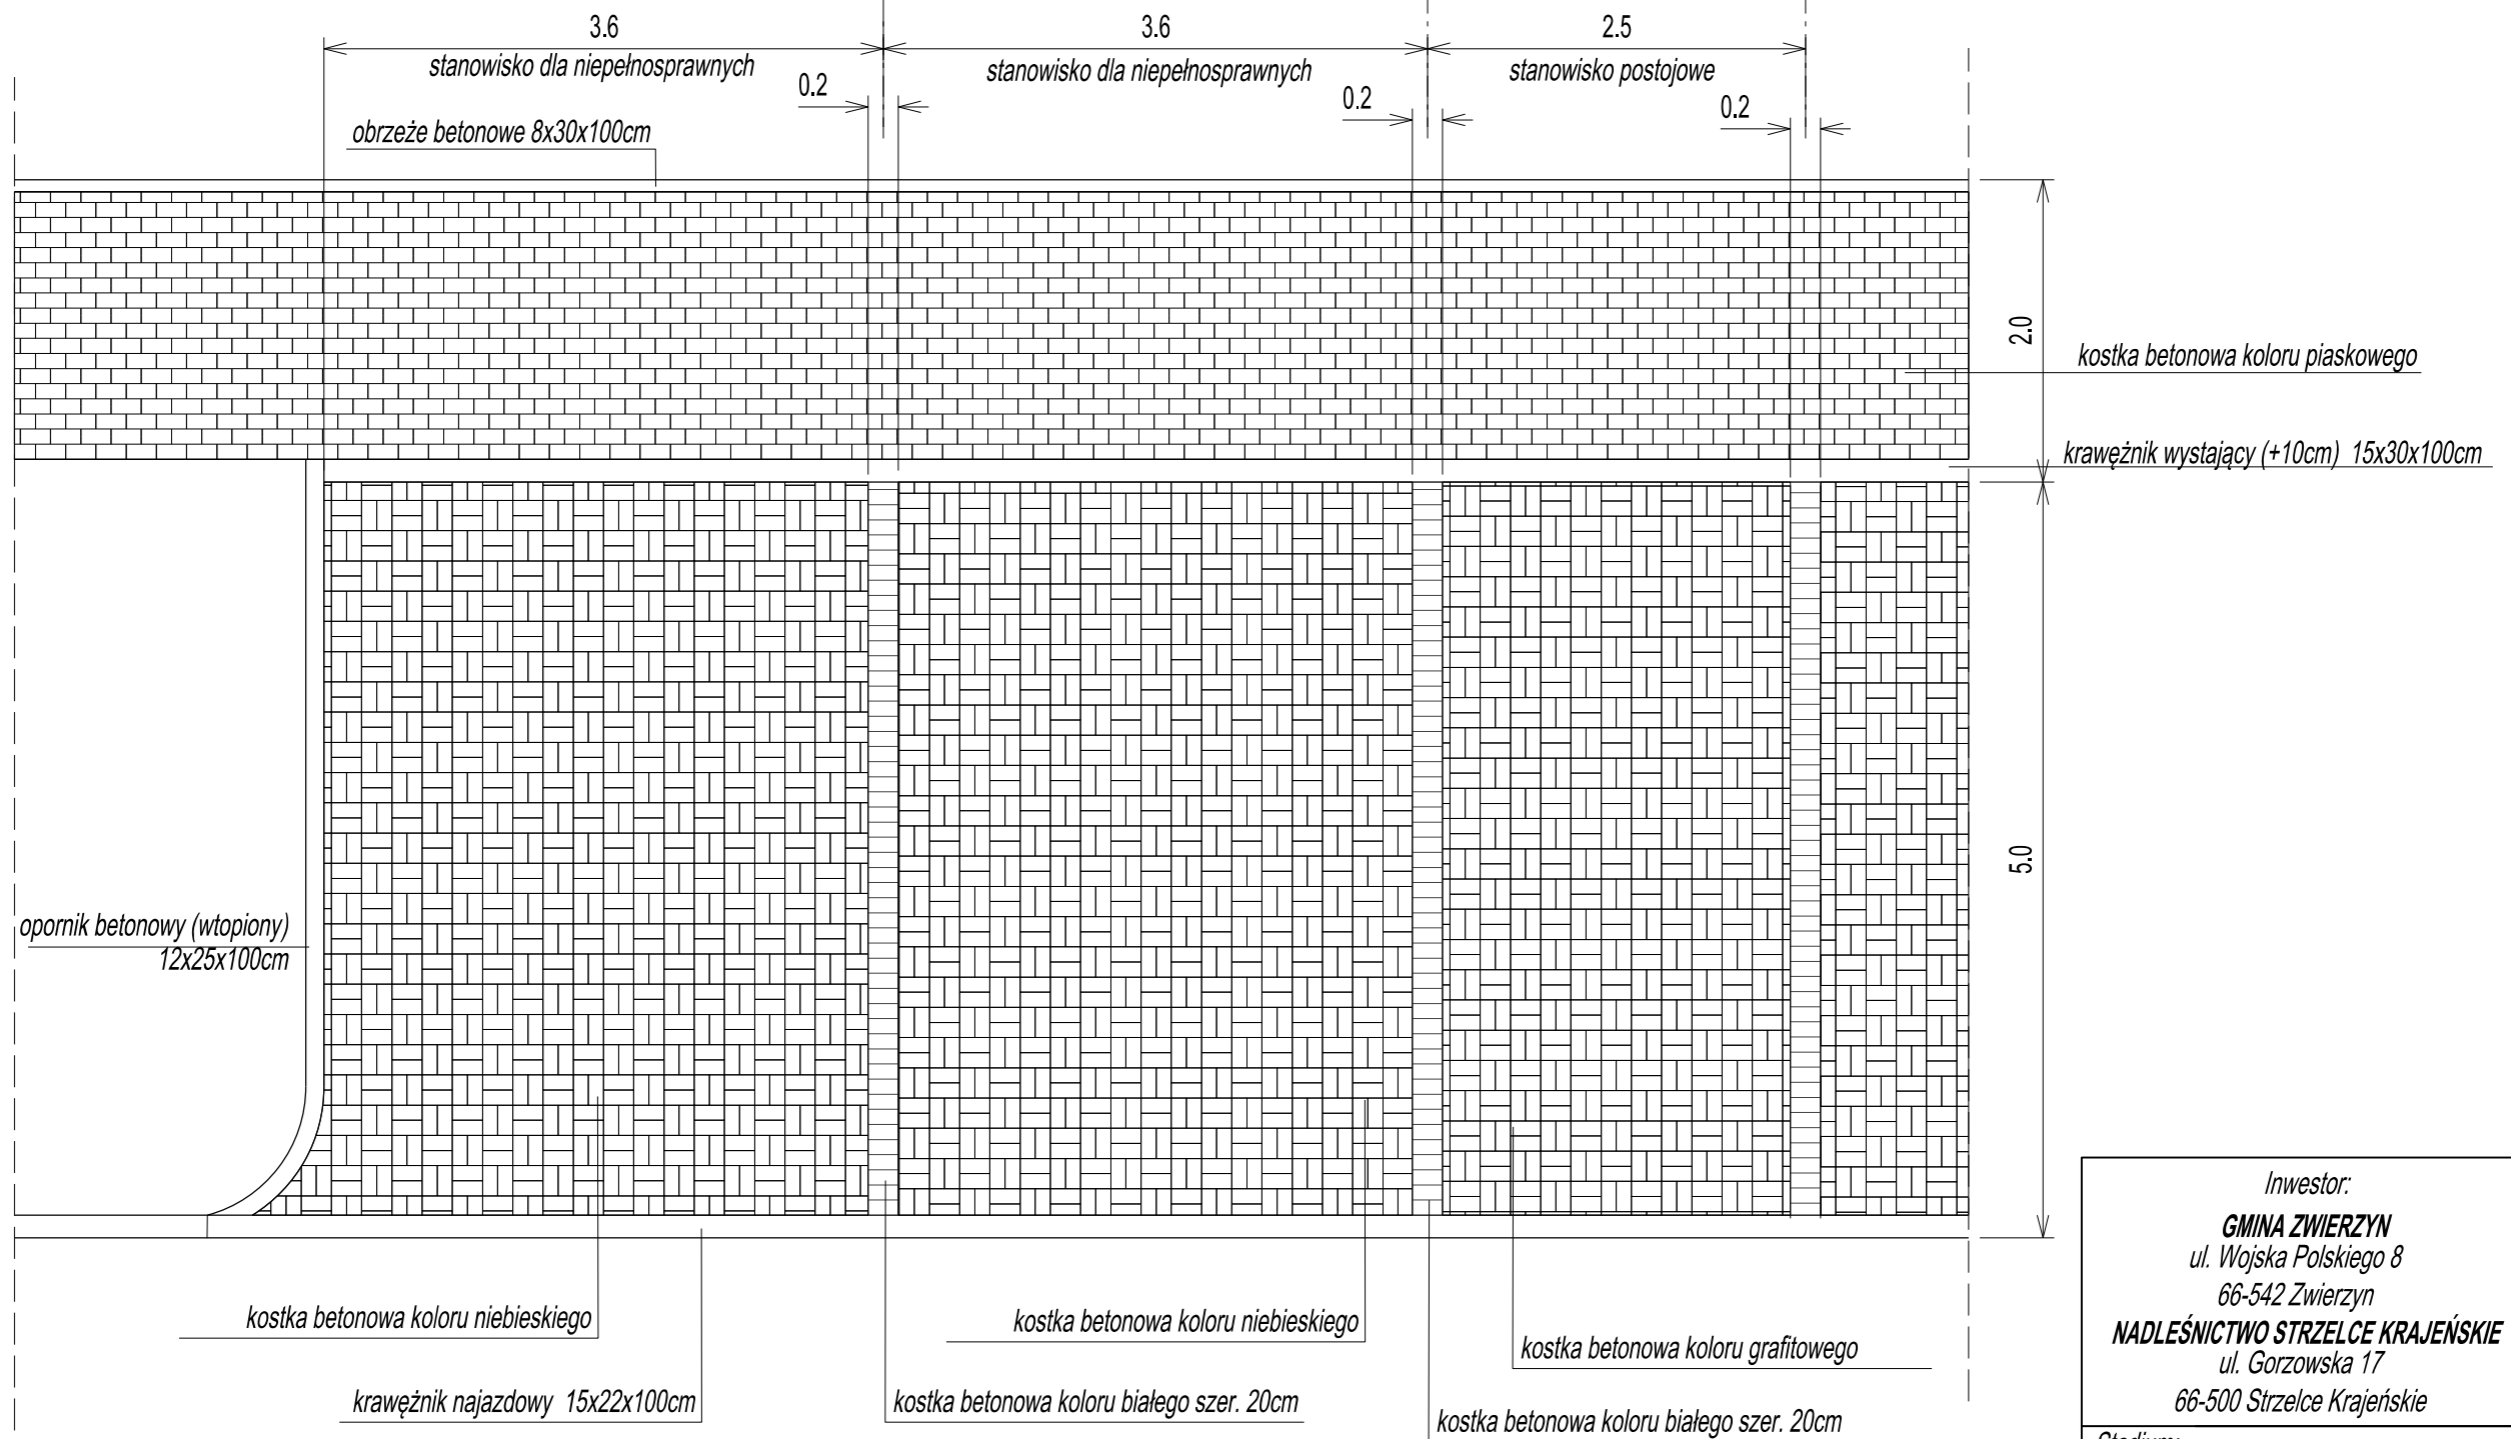 3.6
3.6
2.5
stanowisko dla niepełnosprawnych
stanowisko dla niepełnosprawnych
stanowisko postojowe
0.2
0.2
0.2
obrzeże betonowe 8x30x100cm
2.0
kostka betonowa koloru piaskowego
krawężnik wystający (+10cm) 15x30x100cm
5.0
opornik betonowy (wtopiony)
12x25x100cm
kostka betonowa koloru niebieskiego
kostka betonowa koloru niebieskiego
kostka betonowa koloru grafitowego
krawężnik najazdowy 15x22x100cm
kostka betonowa koloru białego szer. 20cm
kostka betonowa koloru białego szer. 20cm
Inwestor:
GMINA ZWIERZYN
ul. Wojska Polskiego 8
66-542 Zwierzyn
NADLEŚNICTWO STRZELCE KRAJEŃSKIE
ul. Gorzowska 17
66-500 Strzelce Krajeńskie